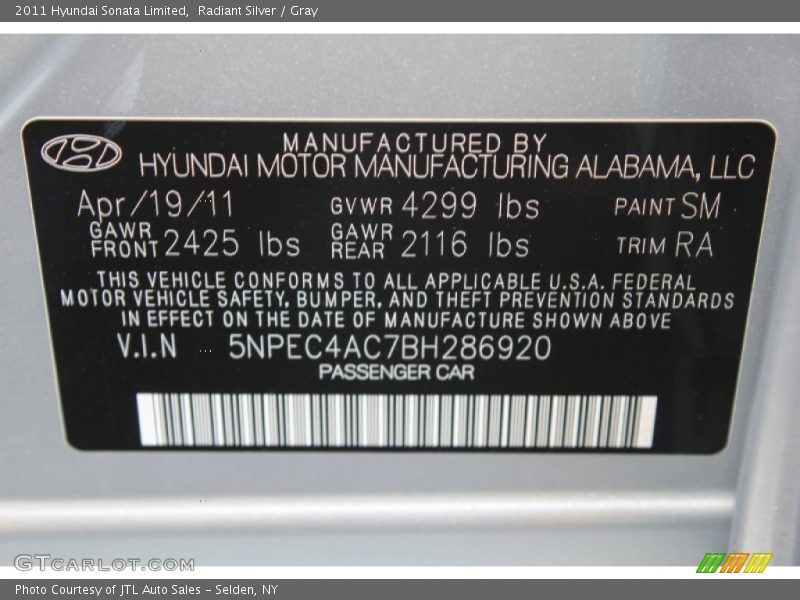 2011 Hyundai Sonata Limited, Radiant Silver / Gray
MANUFACTURED BY
HYUNDAI MOTOR MANUFACTURING ALABAMA, LLC
Apr/19/11 GVWR 4299 lbs PAINT SM
GAWR FRONT 2425 lbs GAWR REAR 2116 lbs TRIM RA
THIS VEHICLE CONFORMS TO ALL APPLICABLE U.S.A. FEDERAL
MOTOR VEHICLE SAFETY, BUMPER, AND THEFT PREVENTION STANDARDS
IN EFFECT ON THE DATE OF MANUFACTURE SHOWN ABOVE
V.I.N 5NPEC4AC7BH286920
PASSENGER CAR
GTCARLOT.COM
Photo Courtesy of JTL Auto Sales - Selden, NY